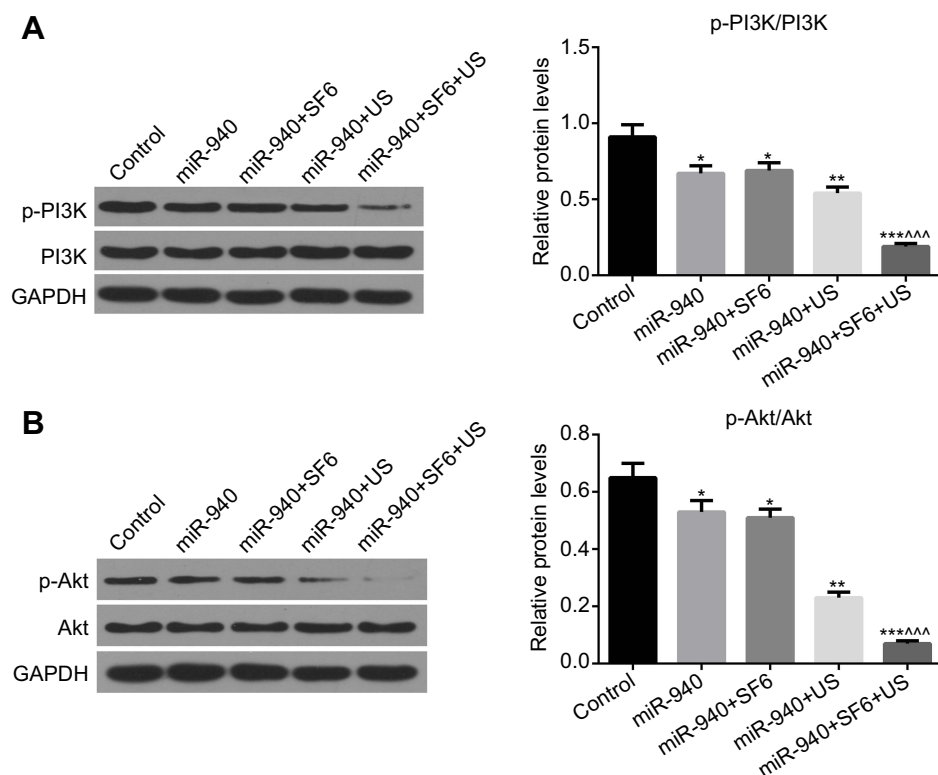 A
Control
miR-940
miR-940+SF6
miR-940+US
miR-940+SF6+US
p-PI3K
PI3K
GAPDH
p-PI3K/PI3K
Relative protein levels
1.5
1.0
0.5
0.0
*
*
**
***^^^
Control
miR-940
miR-940+SF6
miR-940+US
miR-940+SF6+US
B
Control
miR-940
miR-940+SF6
miR-940+US
miR-940+SF6+US
p-Akt
Akt
GAPDH
p-Akt/Akt
Relative protein levels
0.8
0.6
0.4
0.2
0.0
*
*
**
***^^^
Control
miR-940
miR-940+SF6
miR-940+US
miR-940+SF6+US